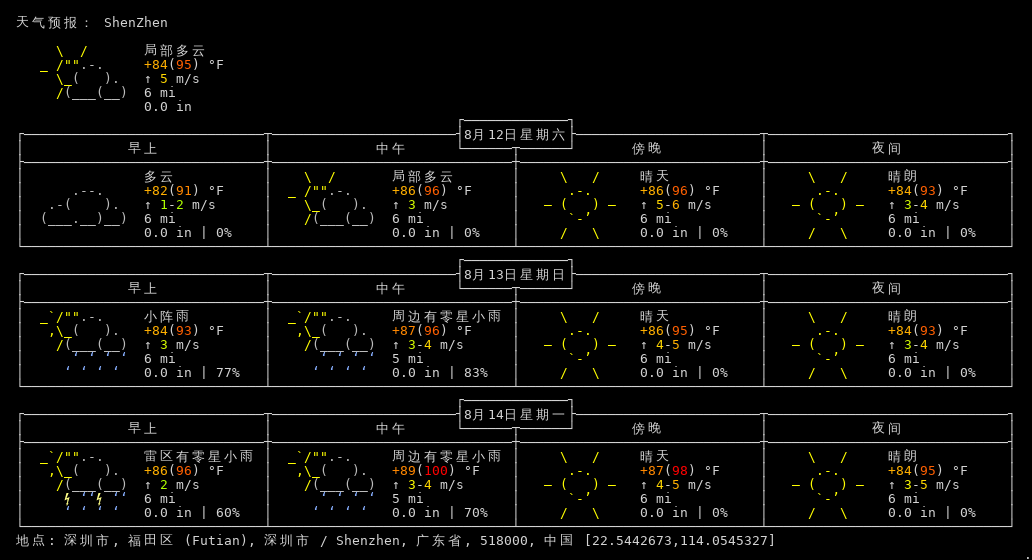 天气预报： ShenZhen
局部多云
+84(95) °F
↑ 5 m/s
6 mi
0.0 in
8月12日星期六
早上 中午 傍晚 夜间
多云 局部多云 晴天 晴朗
+82(91) °F +86(96) °F +86(96) °F +84(93) °F
↑ 1-2 m/s ↑ 3 m/s ↑ 5-6 m/s ↑ 3-4 m/s
6 mi 6 mi 6 mi 6 mi
0.0 in | 0% 0.0 in | 0% 0.0 in | 0% 0.0 in | 0%
8月13日星期日
早上 中午 傍晚 夜间
小阵雨 周边有零星小雨 晴天 晴朗
+84(93) °F +87(96) °F +86(95) °F +84(93) °F
↑ 3 m/s ↑ 3-4 m/s ↑ 4-5 m/s ↑ 3-4 m/s
6 mi 5 mi 6 mi 6 mi
0.0 in | 77% 0.0 in | 83% 0.0 in | 0% 0.0 in | 0%
8月14日星期一
早上 中午 傍晚 夜间
雷区有零星小雨 周边有零星小雨 晴天 晴朗
+86(96) °F +89(100) °F +87(98) °F +84(95) °F
↑ 2 m/s ↑ 3-4 m/s ↑ 4-5 m/s ↑ 3-5 m/s
6 mi 5 mi 6 mi 6 mi
0.0 in | 60% 0.0 in | 70% 0.0 in | 0% 0.0 in | 0%
地点: 深圳市, 福田区 (Futian), 深圳市 / Shenzhen, 广东省, 518000, 中国 [22.5442673,114.0545327]